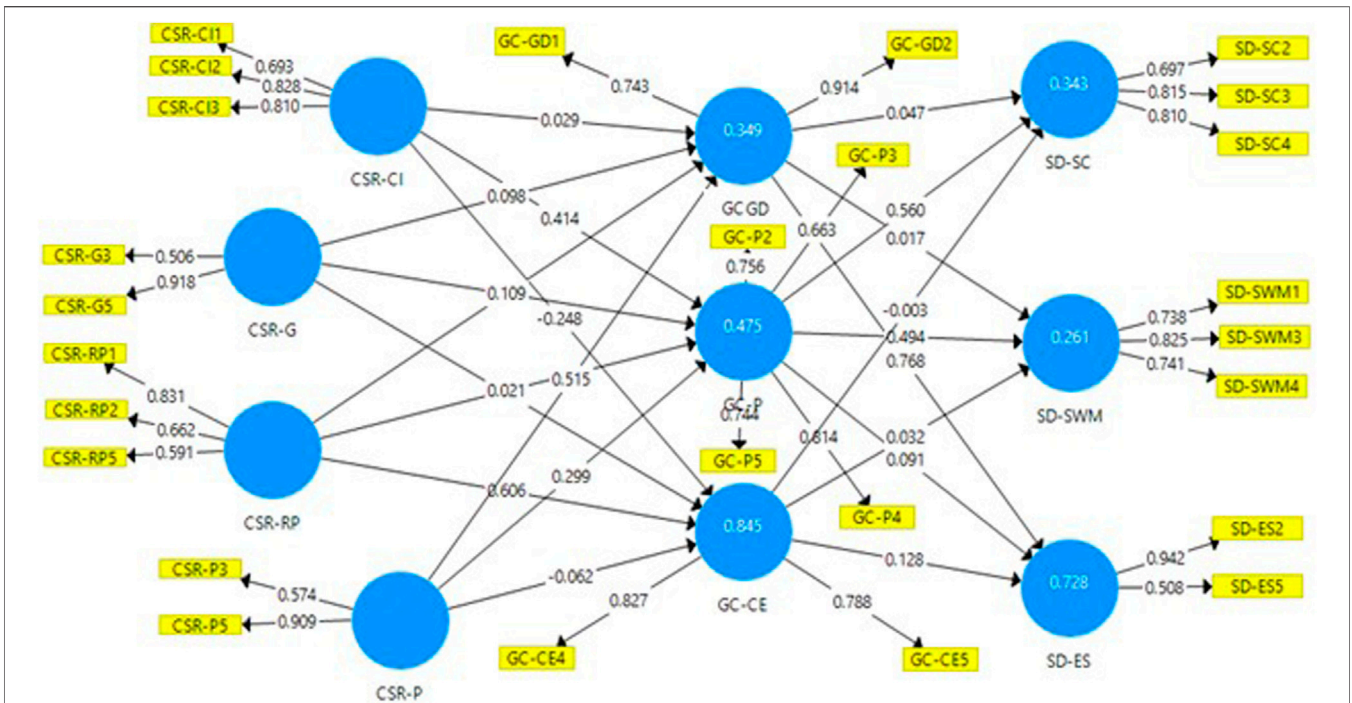 CSR-CI1
CSR-CI2
CSR-CI3
0.693
0.828
0.810
CSR-CI
CSR-G3
CSR-G5
0.506
0.918
CSR-G
CSR-RP1
CSR-RP2
CSR-RP5
0.831
0.662
0.591
CSR-RP
CSR-P3
CSR-P5
0.574
0.909
CSR-P
GC-GD1
GC-GD2
0.743
0.914
0.349
GCGD
GC-P3
GC-P2
0.663
0.756
0.475
GC-P
0.744
0.814
GC-P5
GC-P4
0.845
GC-CE
0.827
0.788
GC-CE4
GC-CE5
0.029
0.098
0.414
0.109
-0.248
0.515
0.021
0.299
0.606
-0.062
0.047
0.560
0.017
-0.003
0.494
0.768
0.032
0.091
0.128
0.343
SD-SC
0.697
0.815
0.810
SD-SC2
SD-SC3
SD-SC4
0.261
SD-SWM
0.738
0.825
0.741
SD-SWM1
SD-SWM3
SD-SWM4
0.728
SD-ES
0.942
0.508
SD-ES2
SD-ES5